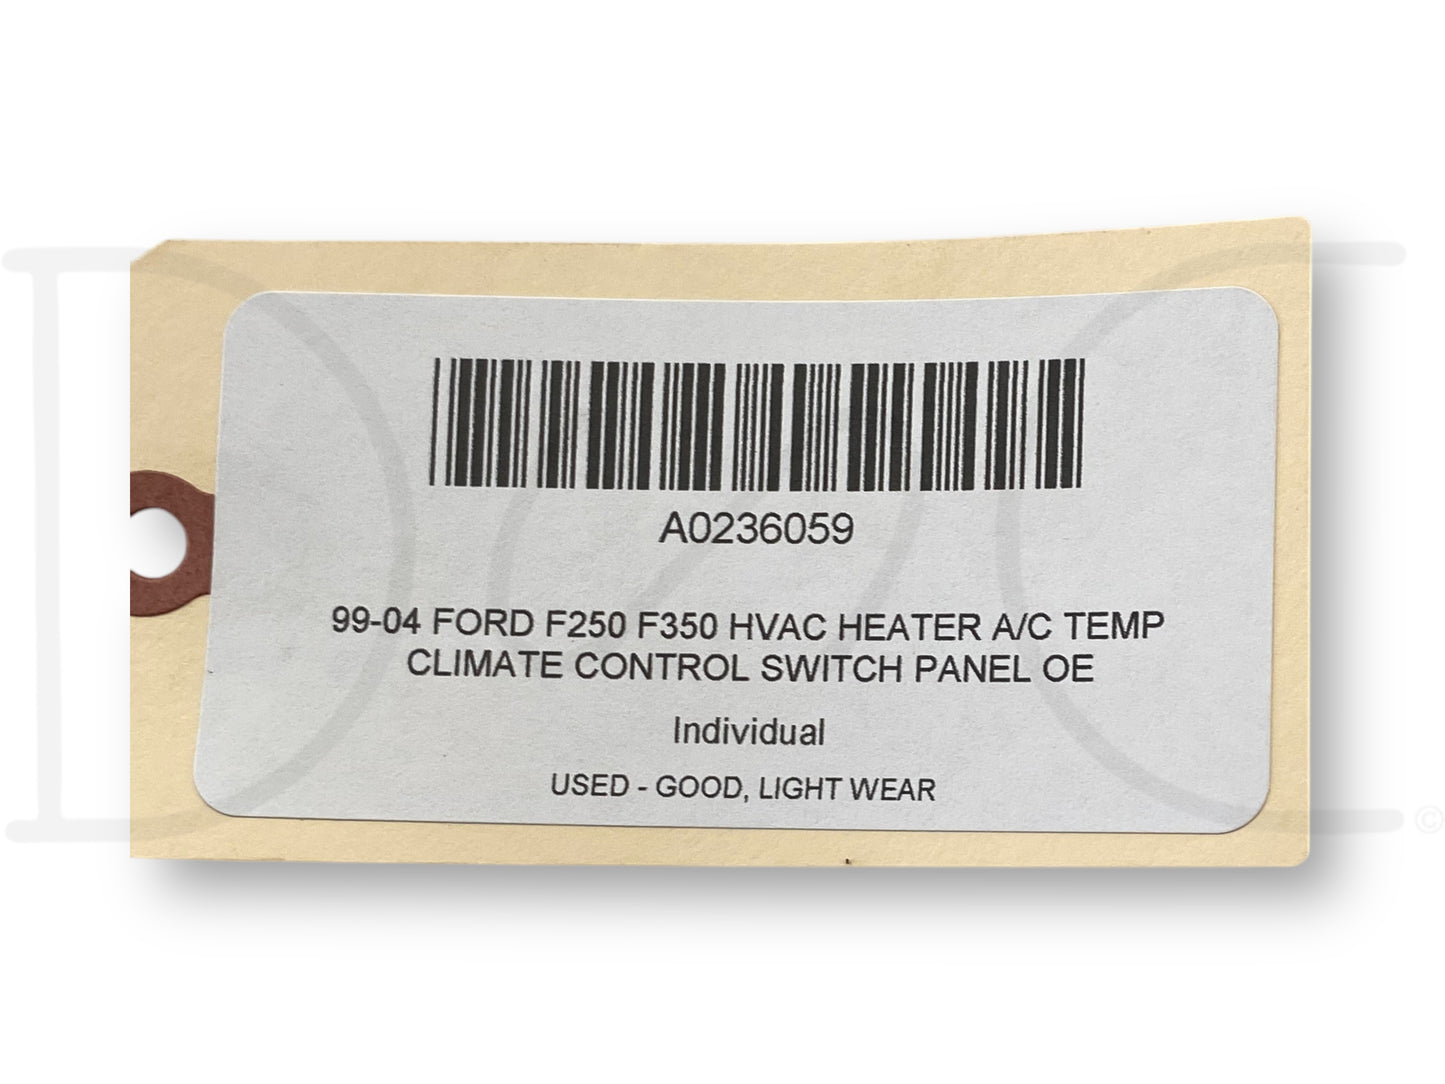 A0236059
99-04 FORD F250 F350 HVAC HEATER A/C TEMP
CLIMATE CONTROL SWITCH PANEL OE
Individual
USED - GOOD, LIGHT WEAR
©